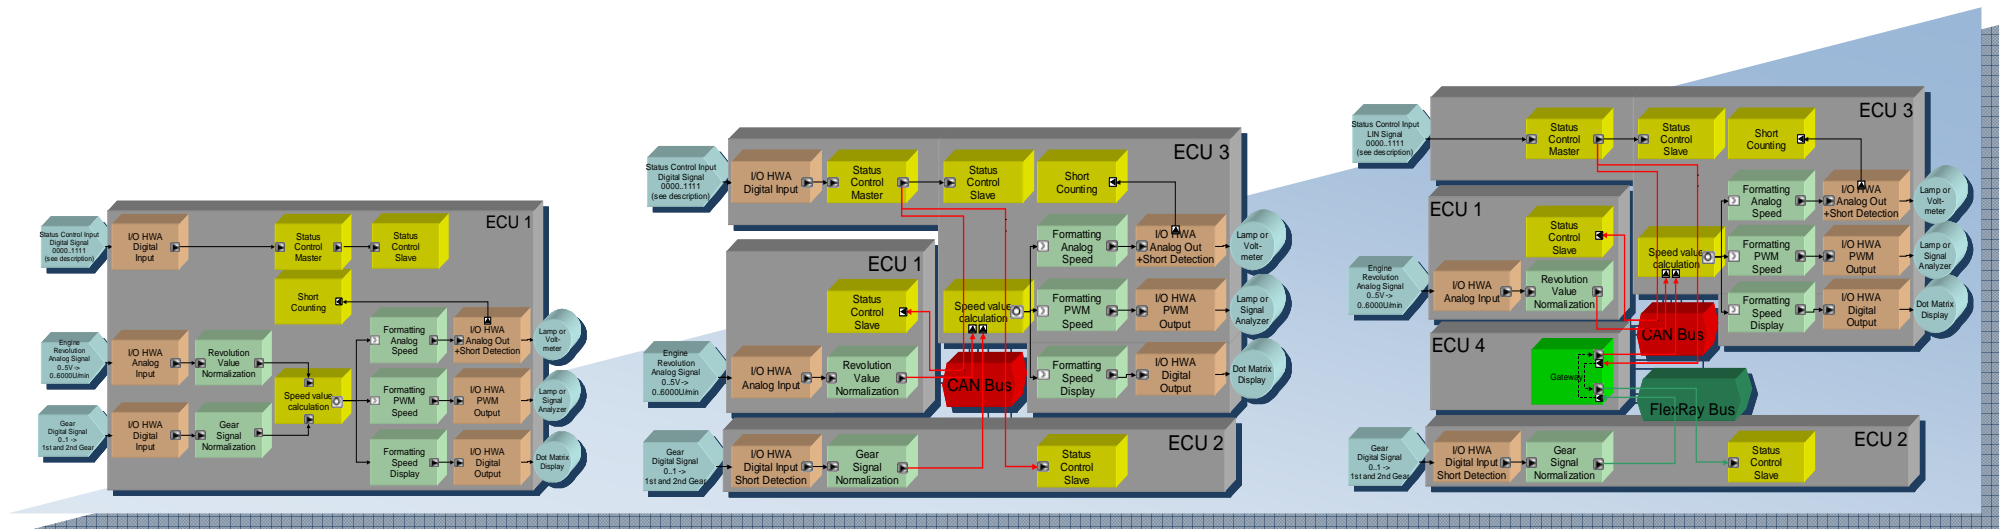 ECU 1
Status Control Input
Digital Signal
0000..1111
(see description)
I/O HWA
Digital
Input
Status
Control
Master
Status
Control
Slave
Short
Counting
Engine
Revolution
Analog Signal
0..5V ->
0..6000U/min
I/O HWA
Analog
Input
Revolution
Value
Normalization
Speed value
calculation
Formatting
Analog
Speed
I/O HWA
Analog Out
+Short Detection
Lamp or
Volt-
meter
Formatting
PWM
Speed
I/O HWA
PWM
Output
Lamp or
Signal
Analyzer
Gear
Digital Signal
0..1 ->
1st and 2nd Gear
I/O HWA
Digital
Input
Gear
Signal
Normalization
Formatting
Speed
Display
I/O HWA
Digital
Output
Dot Matrix
Display
ECU 3
Status Control Input
Digital Signal
0000..1111
(see description)
I/O HWA
Digital Input
Status
Control
Master
Status
Control
Slave
Short
Counting
Formatting
Analog
Speed
I/O HWA
Analog Out
+Short Detection
Lamp or
Volt-
meter
ECU 1
Status
Control
Slave
Speed value
calculation
Formatting
PWM
Speed
I/O HWA
PWM
Output
Lamp or
Signal
Analyzer
Engine
Revolution
Analog Signal
0..5V ->
0..6000U/min
I/O HWA
Analog Input
Revolution
Value
Normalization
CAN Bus
Formatting
Speed
Display
I/O HWA
Digital
Output
Dot Matrix
Display
ECU 2
Gear
Digital Signal
0..1 ->
1st and 2nd Gear
I/O HWA
Digital Input
Short Detection
Gear
Signal
Normalization
Status
Control
Slave
ECU 3
Status Control Input
LIN Signal
0000..1111
(see description)
Status
Control
Master
Status
Control
Slave
Short
Counting
Formatting
Analog
Speed
I/O HWA
Analog Out
+Short Detection
Lamp or
Volt-
meter
ECU 1
Status
Control
Slave
Speed value
calculation
Formatting
PWM
Speed
I/O HWA
PWM
Output
Lamp or
Signal
Analyzer
Engine
Revolution
Analog Signal
0..5V ->
0..6000U/min
I/O HWA
Analog Input
Revolution
Value
Normalization
Formatting
Speed
Display
I/O HWA
Digital
Output
Dot Matrix
Display
CAN Bus
ECU 4
Gateway
FlexRay Bus
ECU 2
Gear
Digital Signal
0..1 ->
1st and 2nd Gear
I/O HWA
Digital Input
Short Detection
Gear
Signal
Normalization
Status
Control
Slave